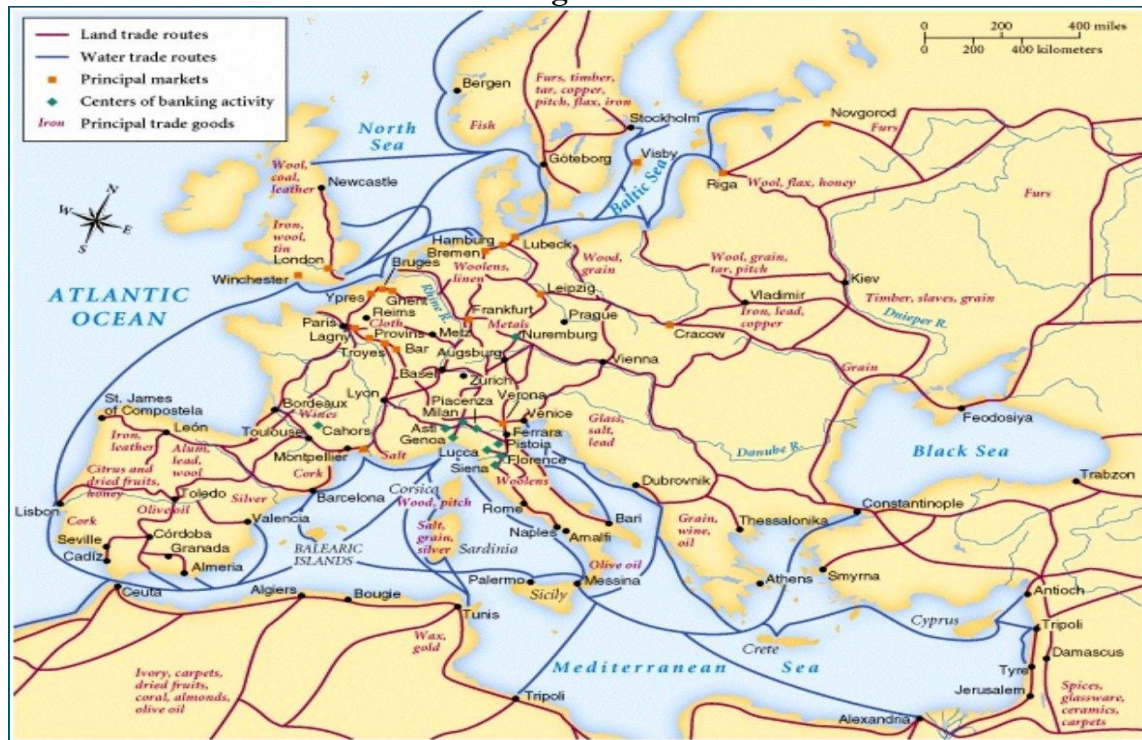 Land trade routes
Water trade routes
Principal markets
Centers of banking activity
Iron Principal trade goods
0 200 400 miles
0 200 400 kilometers
N
W
E
S
North
Sea
Bergen
Fish
Furs, timber,
tar, copper,
pitch, flax, iron
Stockholm
Göteborg
Visby
Baltic Sea
Novgorod
Furs
Riga
Wool, flax, honey
Furs
Wool,
coal,
leather
Newcastle
Iron,
wool,
tin
London
Winchester
Hamburg
Bremen
Lubeck
Bruges
Woolens,
linen
Wood,
grain
Wool, grain,
tar, pitch
Kiev
ATLANTIC
OCEAN
Ypres
Ghent
Rhine R.
Leipzig
Vladimir
Timber, slaves, grain
Reims
Frankfurt
Prague
Iron, lead,
copper
Dnieper R.
Paris
Cloth
Metz
Metals
Cracow
Lagny
Provins
Nuremburg
Troyes
Bar
Augsburg
Vienna
Grain
Basel
Zürich
Lyon
Verona
Piacenza
Milan
Venice
St. James
of Compostela
Bordeaux
Wines
Cahors
Asti
Genoa
Ferrara
Glass,
salt,
lead
Feodosiya
León
Toulouse
Pistoia
Iron,
leather
Alum,
lead,
wool
Montpellier
Salt
Lucca
Siena
Florence
Danube R.
Black Sea
Citrus and
dried fruits,
honey
Cork
Woolens
Toledo
Silver
Barcelona
Corsica
Dubrovnik
Trabzon
Lisbon
Olive oil
Wood, pitch
Rome
Constantinople
Cork
Valencia
Bari
Seville
Córdoba
Salt,
grain,
silver
Naples
Amalfi
Grain,
wine,
oil
Thessalonika
Cadíz
Granada
BALEARIC
ISLANDS
Sardinia
Almeria
Olive oil
Palermo
Messina
Athens
Smyrna
Sicily
Ceuta
Algiers
Bougie
Tunis
Antioch
Cyprus
Tripoli
Wax,
gold
Crete
Damascus
Mediterranean Sea
Tyre
Ivory, carpets,
dried fruits,
coral, almonds,
olive oil
Jerusalem
Spices,
glassware,
ceramics,
carpets
Tripoli
Alexandria